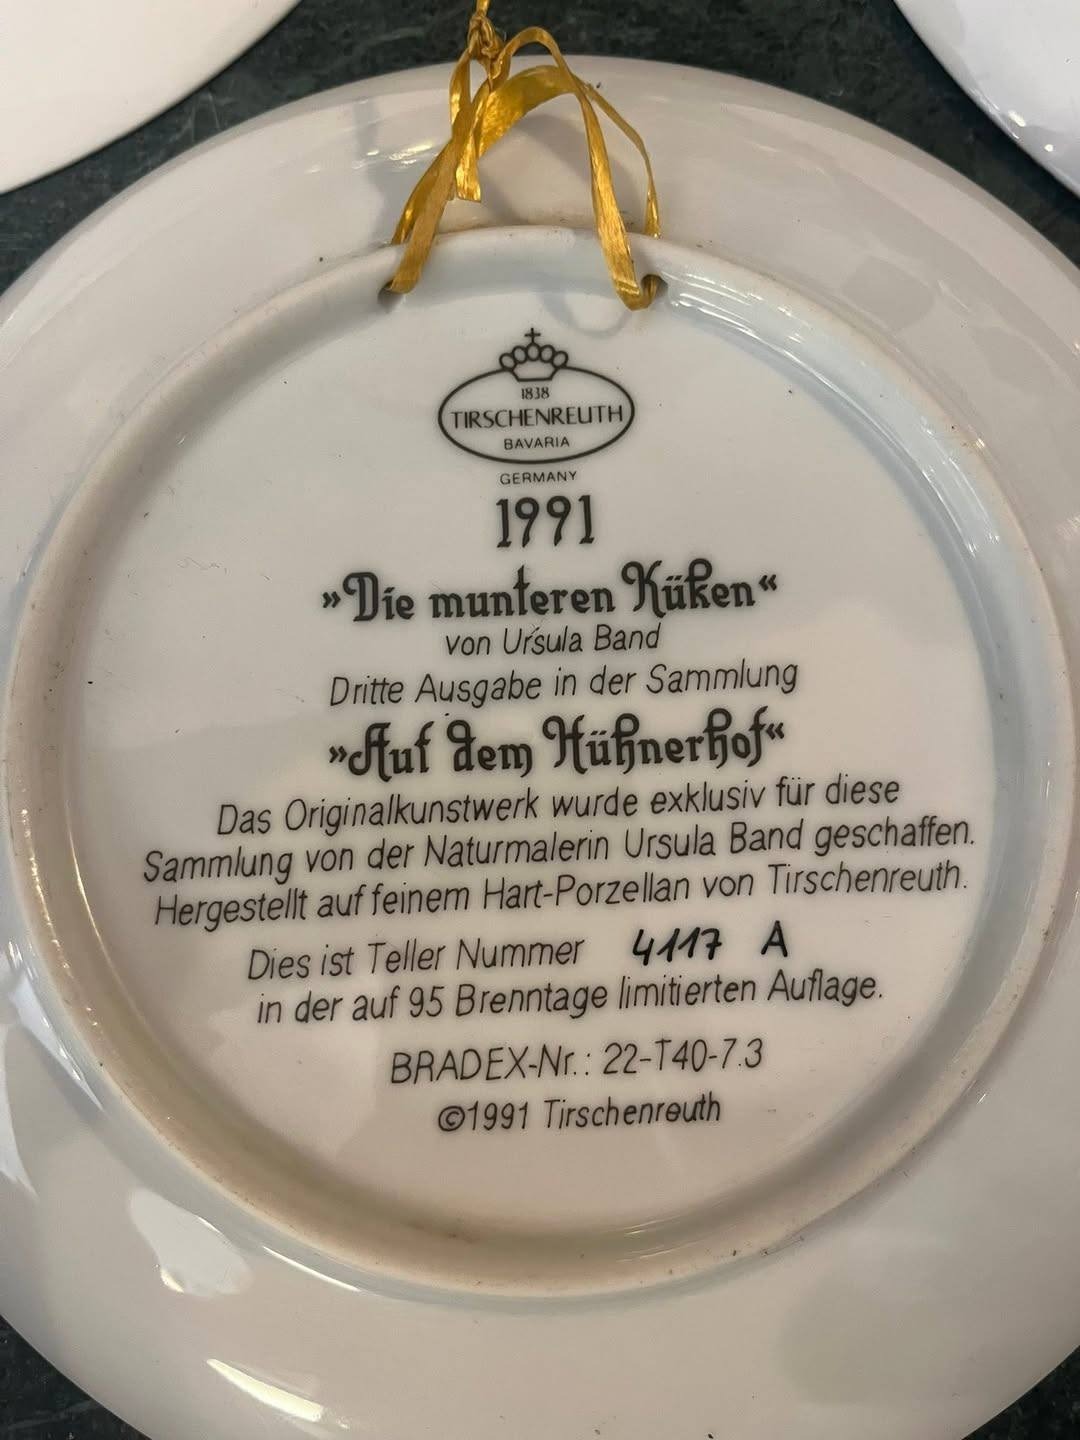 1838
TIRSCHENREUTH
BAVARIA
GERMANY
1991
»Die munteren Küken«
von Ursula Band
Dritte Ausgabe in der Sammlung
»Auf dem Hühnerhof«
Das Originalkunstwerk wurde exklusiv für diese
Sammlung von der Naturmalerin Ursula Band geschaffen.
Hergestellt auf feinem Hart-Porzellan von Tirschenreuth.
Dies ist Teller Nummer 4117 A
in der auf 95 Brenntage limitierten Auflage.
BRADEX-Nr.: 22-T40-7.3
©1991 Tirschenreuth